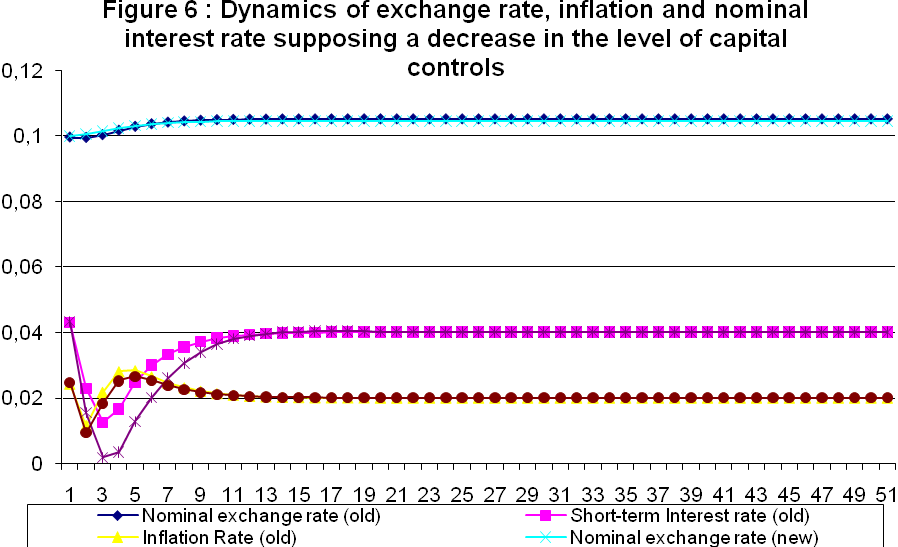 Figure 6 : Dynamics of exchange rate, inflation and nominal
interest rate supposing a decrease in the level of capital
controls
0,12
0,1
0,08
0,06
0,04
0,02
0
1 3 5 7 9 11 13 15 17 19 21 23 25 27 29 31 33 35 37 39 41 43 45 47 49 51
Nominal exchange rate (old) Short-term Interest rate (old)
Inflation Rate (old) Nominal exchange rate (new)